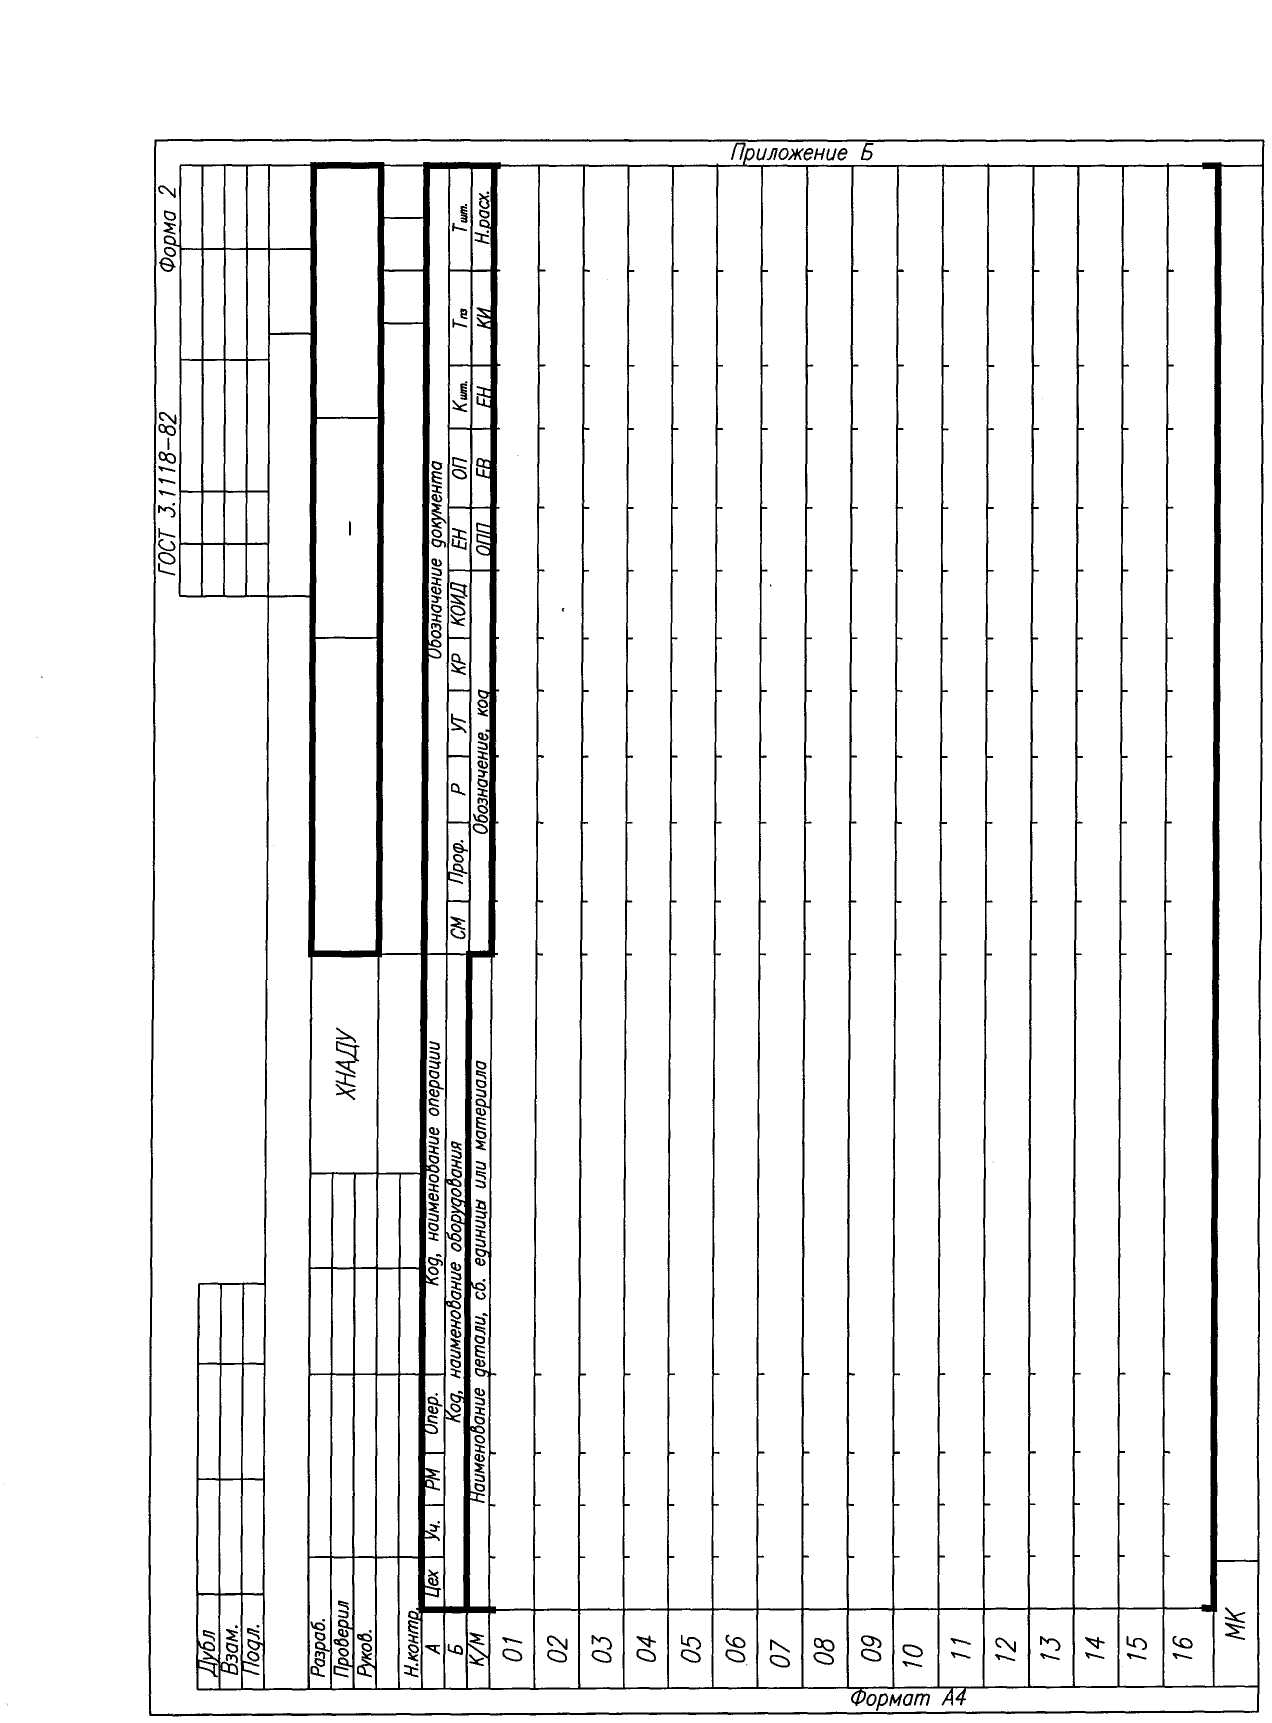 Приложение Б
ГОСТ 3.1118-82 Форма 2
Дубл
Взам.
Подл.
Разраб.
Проверил ХНАДУ –
Руков.
Н.контр.
А Цех Уч. РМ Опер. Код, наименование операции Обозначение документа
Б Код, наименование оборудования СМ Проф. Р УТ КР КОИД ЕН ОП К шт. Т пз Т шт.
К/М Наименование детали, сб. единицы или материала Обозначение, код ОПП ЕВ ЕН КИ Н.расх.
01
02
03
04
05
06
07
08
09
10
11
12
13
14
15
16
МК
Формат А4